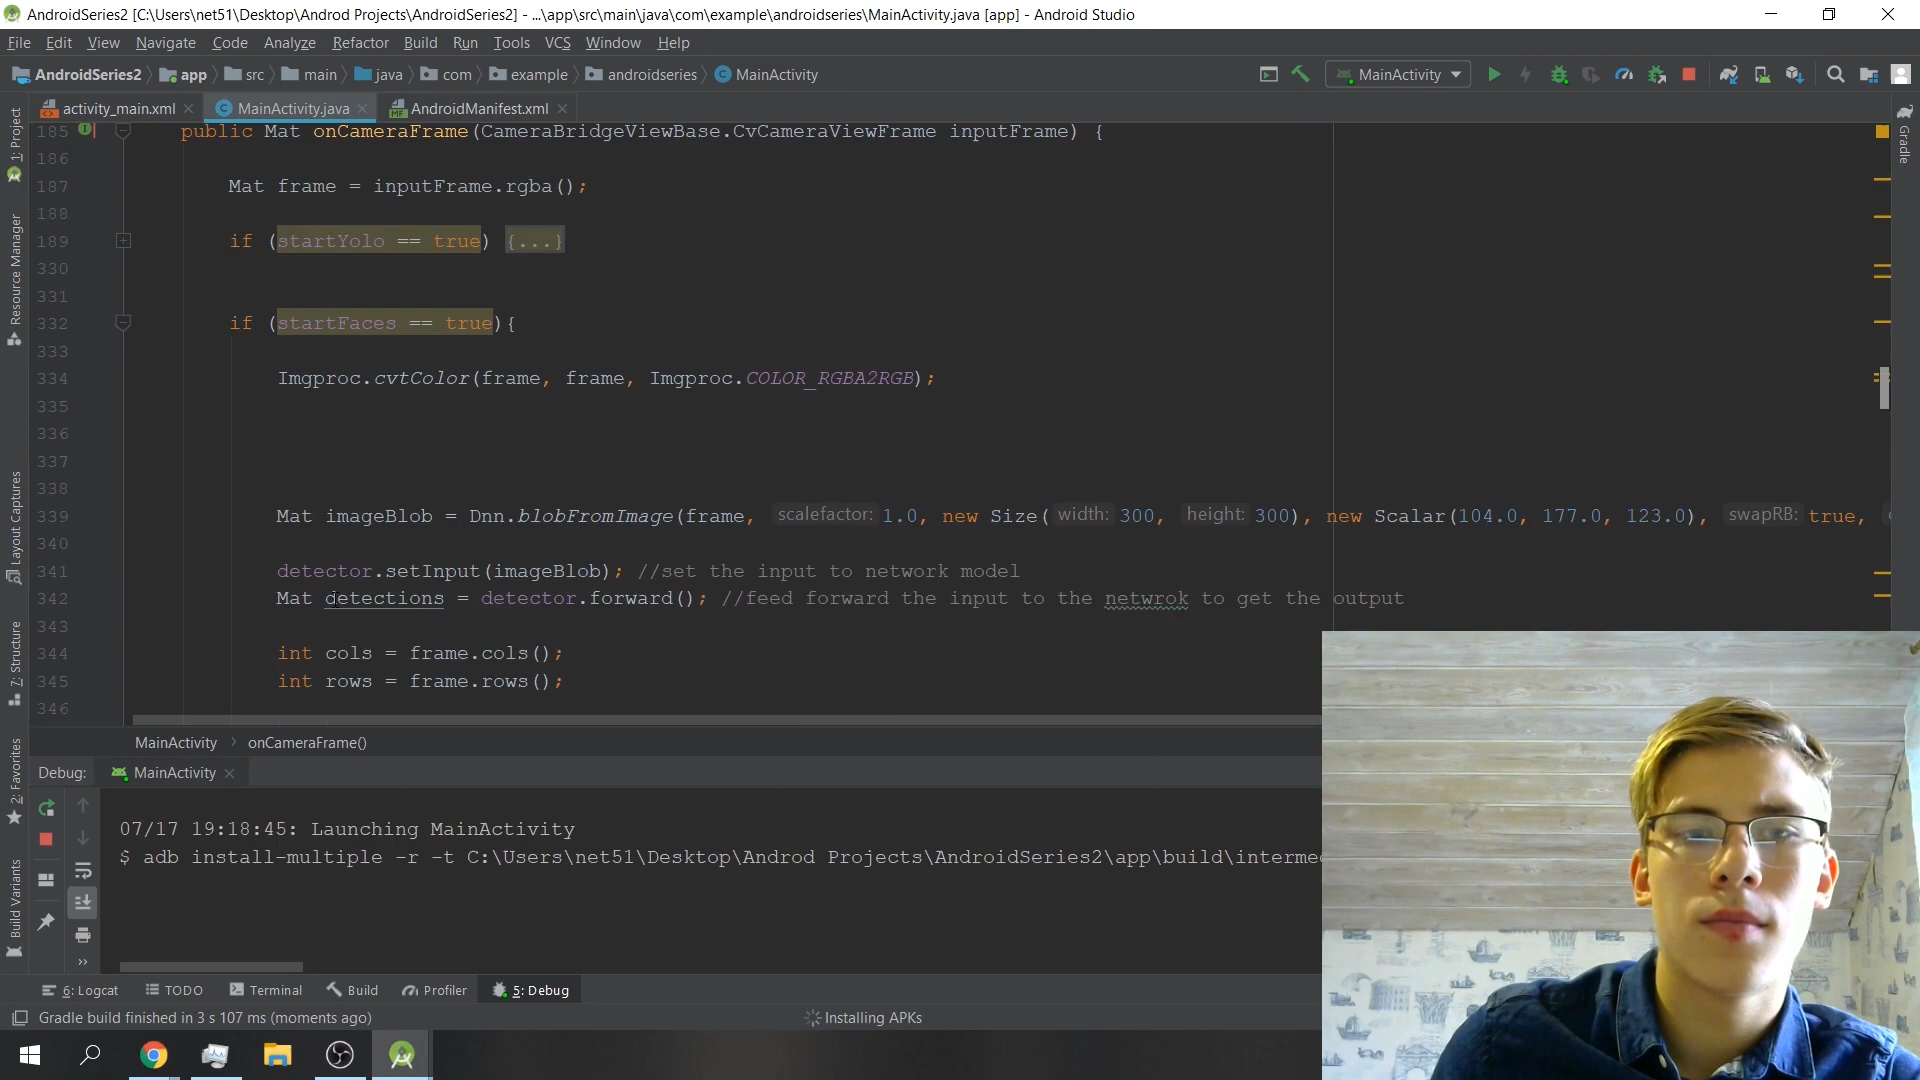 AndroidSeries2 [C:\Users\net51\Desktop\Androd Projects\AndroidSeries2] - ...\app\src\main\java\com\example\androidseries\MainActivity.java [app] - Android Studio
File Edit View Navigate Code Analyze Refactor Build Run Tools VCS Window Help
AndroidSeries2 app src main java com example androidseries MainActivity
MainActivity
activity_main.xml MainActivity.java AndroidManifest.xml
1: Project
Resource Manager
Layout Captures
7: Structure
2: Favorites
Build Variants
Gradle
185 public Mat onCameraFrame(CameraBridgeViewBase.CvCameraViewFrame inputFrame) {
186
187 Mat frame = inputFrame.rgba();
188
189 if (startYolo == true) {...}
330
331
332 if (startFaces == true){
333
334 Imgproc.cvtColor(frame, frame, Imgproc.COLOR_RGBA2RGB);
335
336
337
338
339 Mat imageBlob = Dnn.blobFromImage(frame, scalefactor: 1.0, new Size( width: 300, height: 300), new Scalar(104.0, 177.0, 123.0), swapRB: true,
340
341 detector.setInput(imageBlob); //set the input to network model
342 Mat detections = detector.forward(); //feed forward the input to the netwrok to get the output
343
344 int cols = frame.cols();
345 int rows = frame.rows();
346
MainActivity > onCameraFrame()
Debug: MainActivity
07/17 19:18:45: Launching MainActivity
$ adb install-multiple -r -t C:\Users\net51\Desktop\Androd Projects\AndroidSeries2\app\build\intermed
6: Logcat TODO Terminal Build Profiler 5: Debug
Gradle build finished in 3 s 107 ms (moments ago) Installing APKs